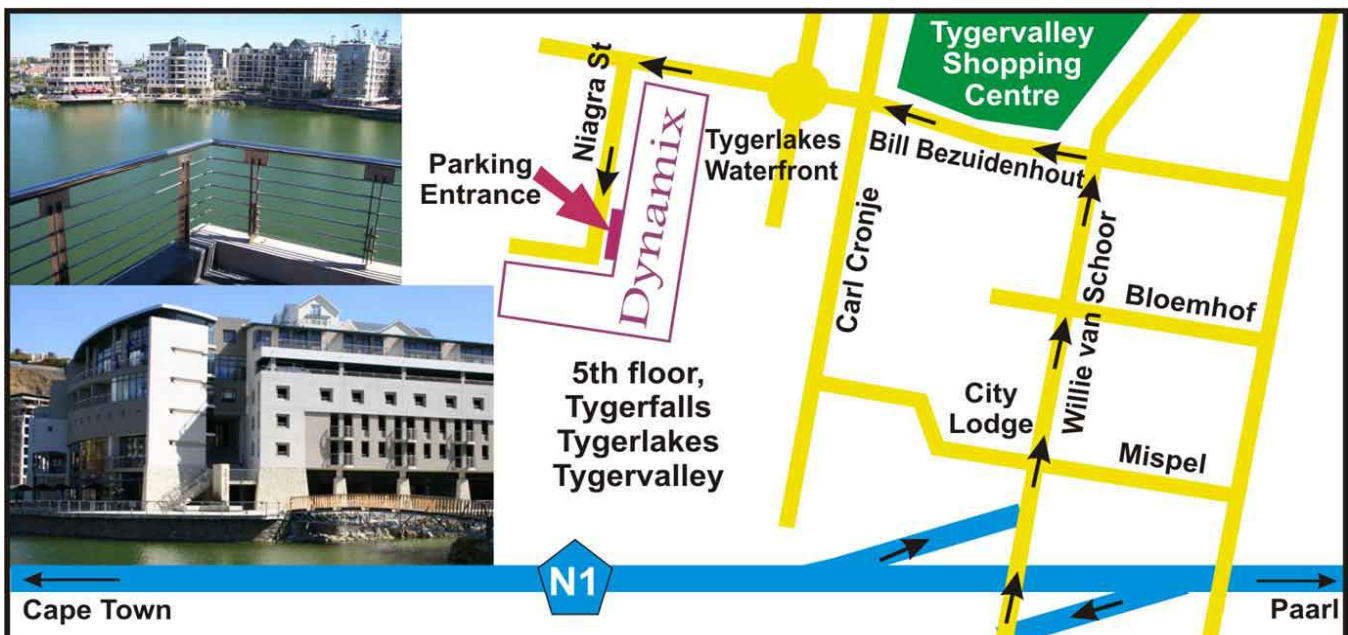 Niagra St
Parking
Entrance
Dynamix
Tygerlakes
Waterfront
Tygervalley
Shopping
Centre
Bill Bezuidenhout
Carl Cronje
Willie van Schoor
Bloemhof
City
Lodge
Mispel
5th floor,
Tygerfalls
Tygerlakes
Tygervalley
N1
Cape Town
Paarl